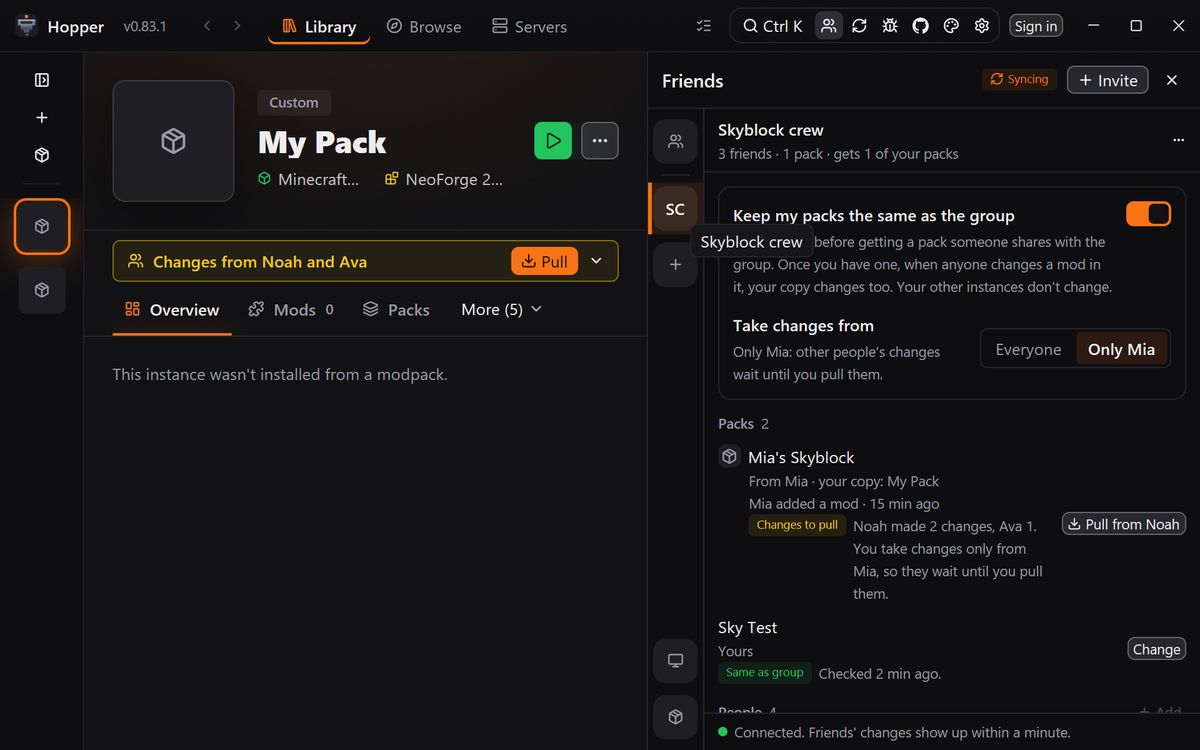 Hopper v0.83.1 Library Browse Servers Ctrl K Sign in
Custom
My Pack
Minecraft... NeoForge 2...
Changes from Noah and Ava Pull
Overview Mods 0 Packs More (5)
This instance wasn't installed from a modpack.
Friends Syncing + Invite
SC
Skyblock crew
3 friends · 1 pack · gets 1 of your packs
Keep my packs the same as the group
Skyblock crew
before getting a pack someone shares with the
group. Once you have one, when anyone changes a mod in
it, your copy changes too. Your other instances don't change.
Take changes from
Only Mia: other people's changes
wait until you pull them.
Everyone Only Mia
Packs 2
Mia's Skyblock
From Mia · your copy: My Pack
Mia added a mod · 15 min ago
Changes to pull Noah made 2 changes, Ava 1.
You take changes only from
Mia, so they wait until you pull
them.
Pull from Noah
Sky Test
Yours
Same as group Checked 2 min ago.
Change
People 4 + Add
Connected. Friends' changes show up within a minute.